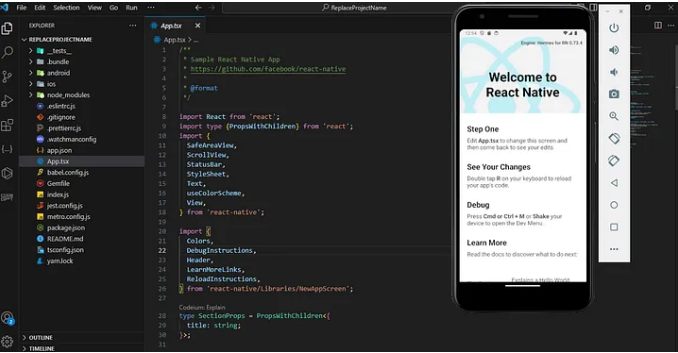 File Edit Selection View Go Run ···
ReplaceProjectName
EXPLORER
REPLACEPROJECTNAME
__tests__
.bundle
android
ios
node_modules
.eslintrc.js
.gitignore
.prettierrc.js
.watchmanconfig
app.json
App.tsx
babel.config.js
Gemfile
index.js
jest.config.js
metro.config.js
package.json
README.md
tsconfig.json
yarn.lock
OUTLINE
TIMELINE
App.tsx
App.tsx > ...
1 /**
2 * Sample React Native App
3 * https://github.com/facebook/react-native
4 *
5 * @format
6 */
7
8 import React from 'react';
9 import type {PropsWithChildren} from 'react';
10 import {
11 SafeAreaView,
12 ScrollView,
13 StatusBar,
14 StyleSheet,
15 Text,
16 useColorScheme,
17 View,
18 } from 'react-native';
19
20 import {
21 Colors,
22 DebugInstructions,
23 Header,
24 LearnMoreLinks,
25 ReloadInstructions,
26 } from 'react-native/Libraries/NewAppScreen';
27
Codeium: Explain
28 type SectionProps = PropsWithChildren<{
29 title: string;
30 }>;
31
Engine: Hermes for RN 0.73.4
Welcome to
React Native
Step One
Edit App.tsx to change this screen and
then come back to see your edits.
See Your Changes
Double tap R on your keyboard to reload
your app's code.
Debug
Press Cmd or Ctrl + M or Shake your
device to open the Dev Menu.
Learn More
Read the docs to discover what to do next:
Explains a Hello World